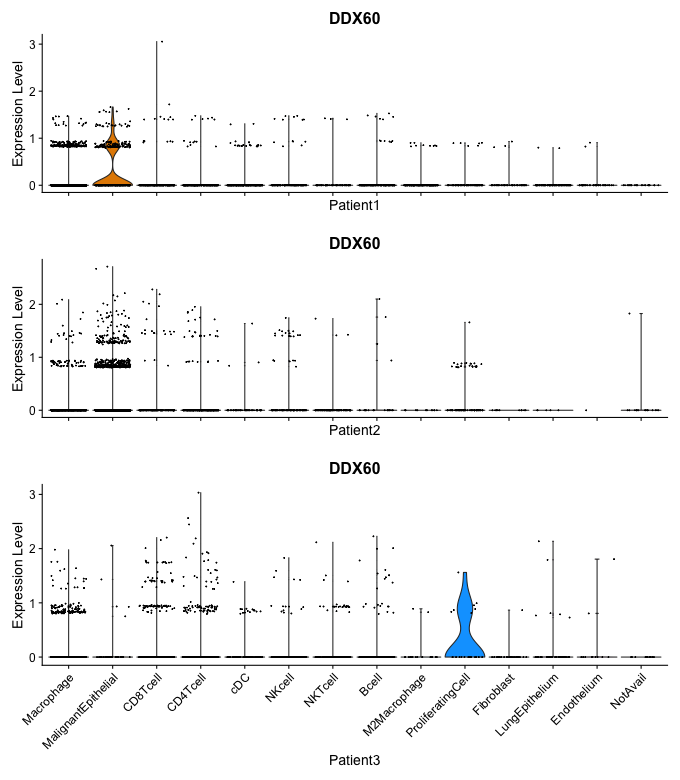 DDX60
Expression Level
3
2
1
0
Patient1
DDX60
Expression Level
2
1
0
Patient2
DDX60
Expression Level
3
2
1
0
Macrophage
MalignantEpithelial
CD8Tcell
CD4Tcell
cDC
NKcell
NKTcell
Bcell
M2Macrophage
ProliferatingCell
Fibroblast
LungEpithelium
Endothelium
NotAvail
Patient3